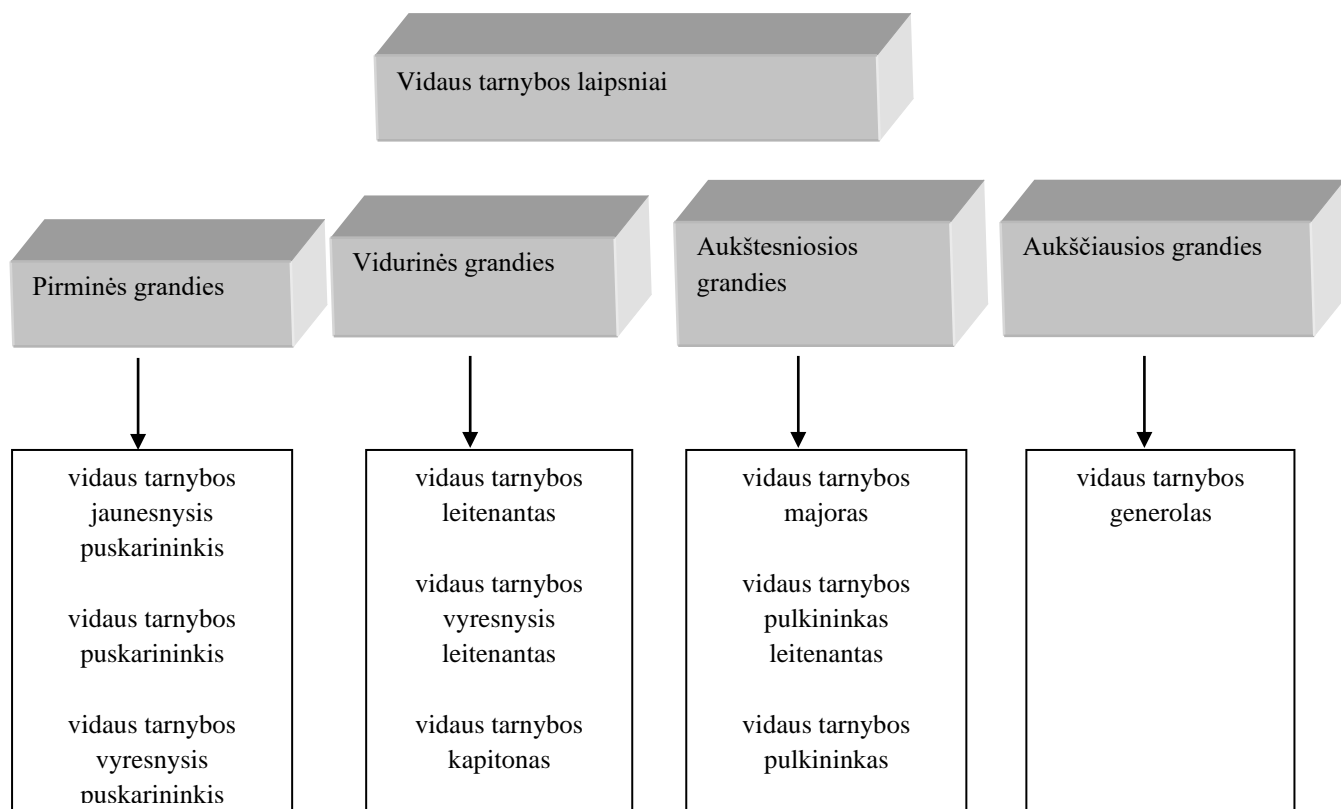 Vidaus tarnybos laipsniai
Pirminės grandies
Vidurinės grandies
Aukštesniosios
grandies
Aukščiausios grandies
vidaus tarnybos
jaunesnysis
puskarininkis
vidaus tarnybos
puskarininkis
vidaus tarnybos
vyresnysis
puskarininkis
vidaus tarnybos
leitenantas
vidaus tarnybos
vyresnysis
leitenantas
vidaus tarnybos
kapitonas
vidaus tarnybos
majoras
vidaus tarnybos
pulkininkas
leitenantas
vidaus tarnybos
pulkininkas
vidaus tarnybos
generolas